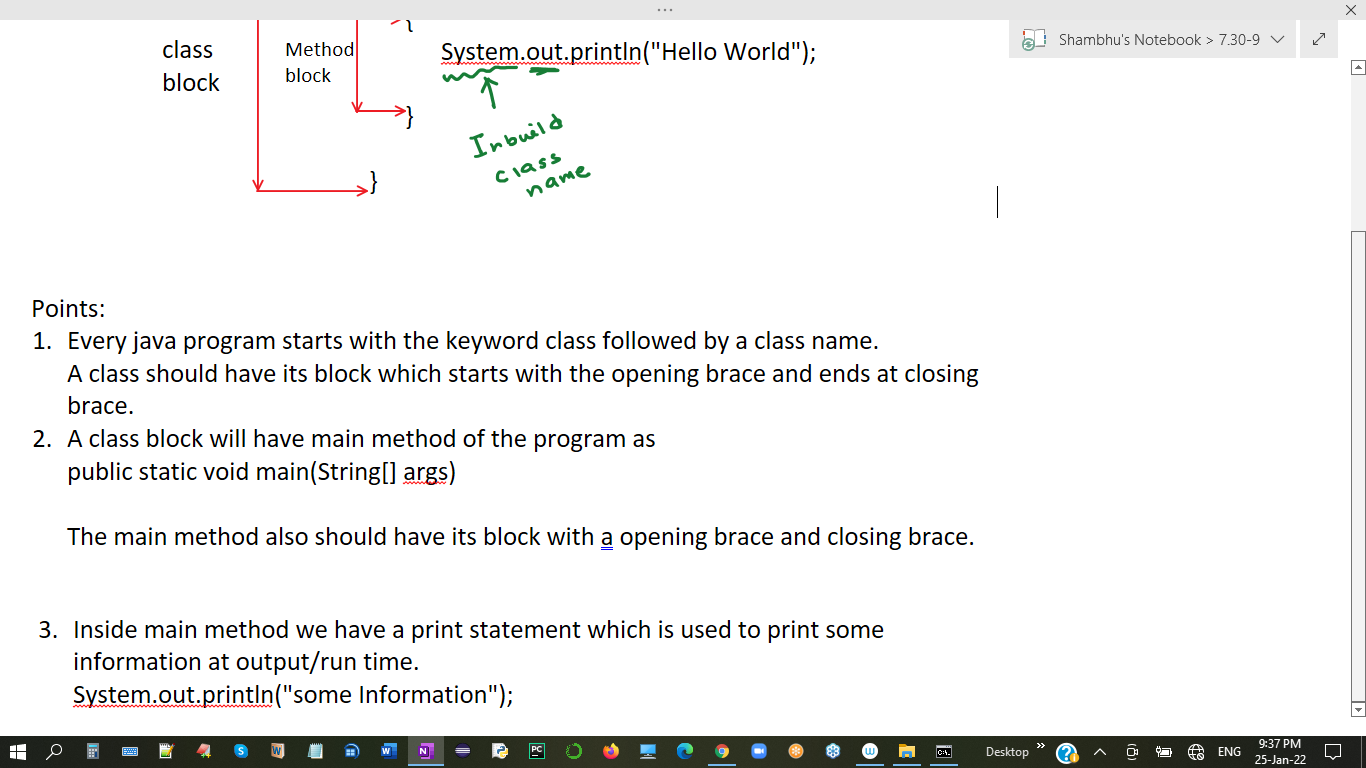 ...
Shambhu's Notebook > 7.30-9
{
class
block
Method
block
System.out.println("Hello World");
}
Inbuild
class
name
}
Points:
1. Every java program starts with the keyword class followed by a class name.
A class should have its block which starts with the opening brace and ends at closing
brace.
2. A class block will have main method of the program as
public static void main(String[] args)
The main method also should have its block with a opening brace and closing brace.
3. Inside main method we have a print statement which is used to print some
information at output/run time.
System.out.println("some Information");
Desktop
ENG
9:37 PM
25-Jan-22